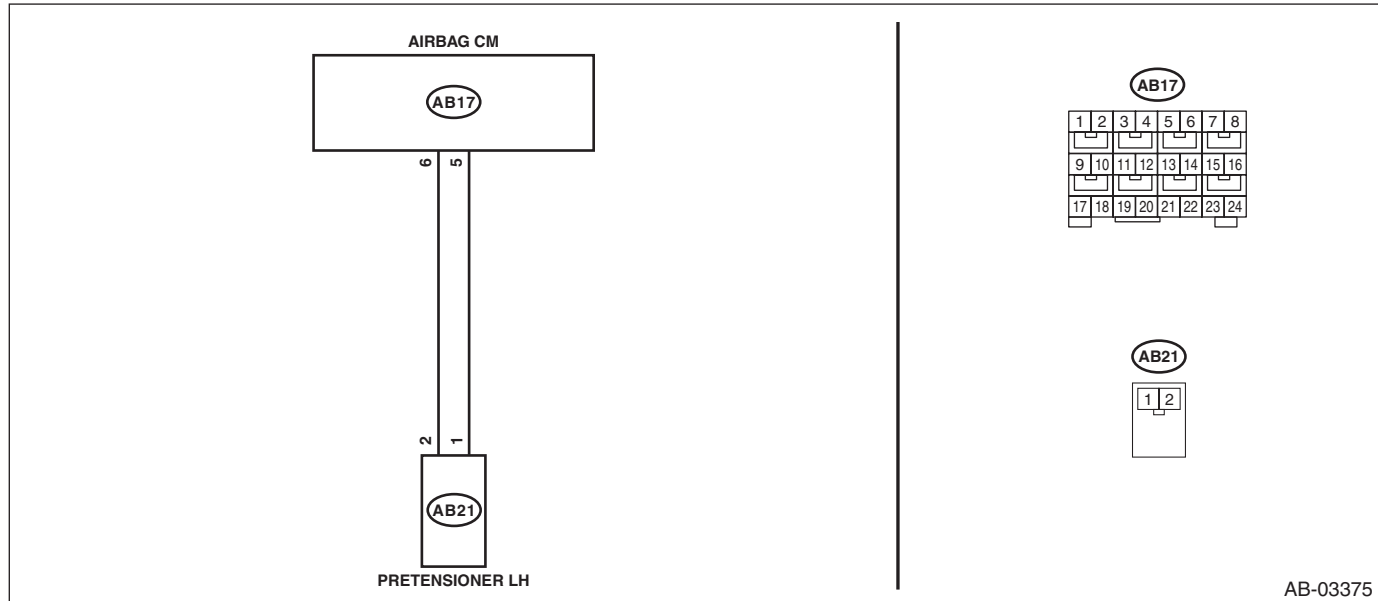 AIRBAG CM
AB17
6 5
2 1
AB21
PRETENSIONER LH
AB17
1 2 3 4 5 6 7 8
9 10 11 12 13 14 15 16
17 18 19 20 21 22 23 24
AB21
1 2
AB-03375